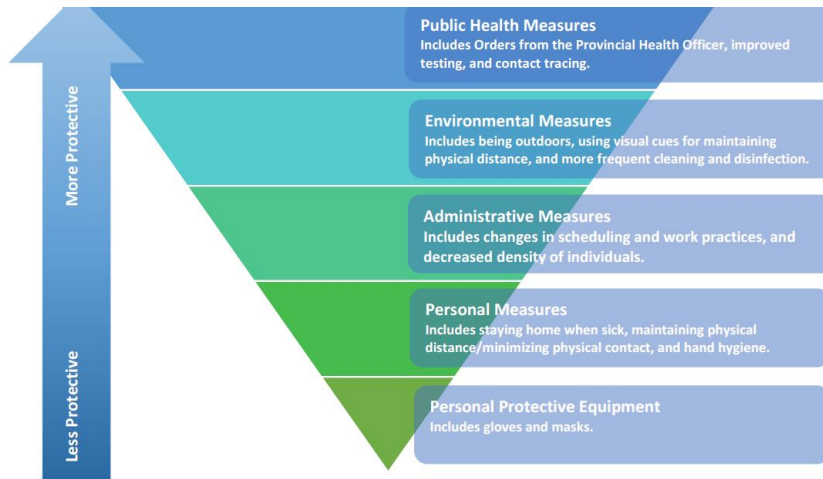 Public Health Measures
Includes Orders from the Provincial Health Officer, improved
testing, and contact tracing.
More Protective
Environmental Measures
Includes being outdoors, using visual cues for maintaining
physical distance, and more frequent cleaning and disinfection.
Administrative Measures
Includes changes in scheduling and work practices, and
decreased density of individuals.
Personal Measures
Includes staying home when sick, maintaining physical
distance/minimizing physical contact, and hand hygiene.
Less Protective
Personal Protective Equipment
Includes gloves and masks.